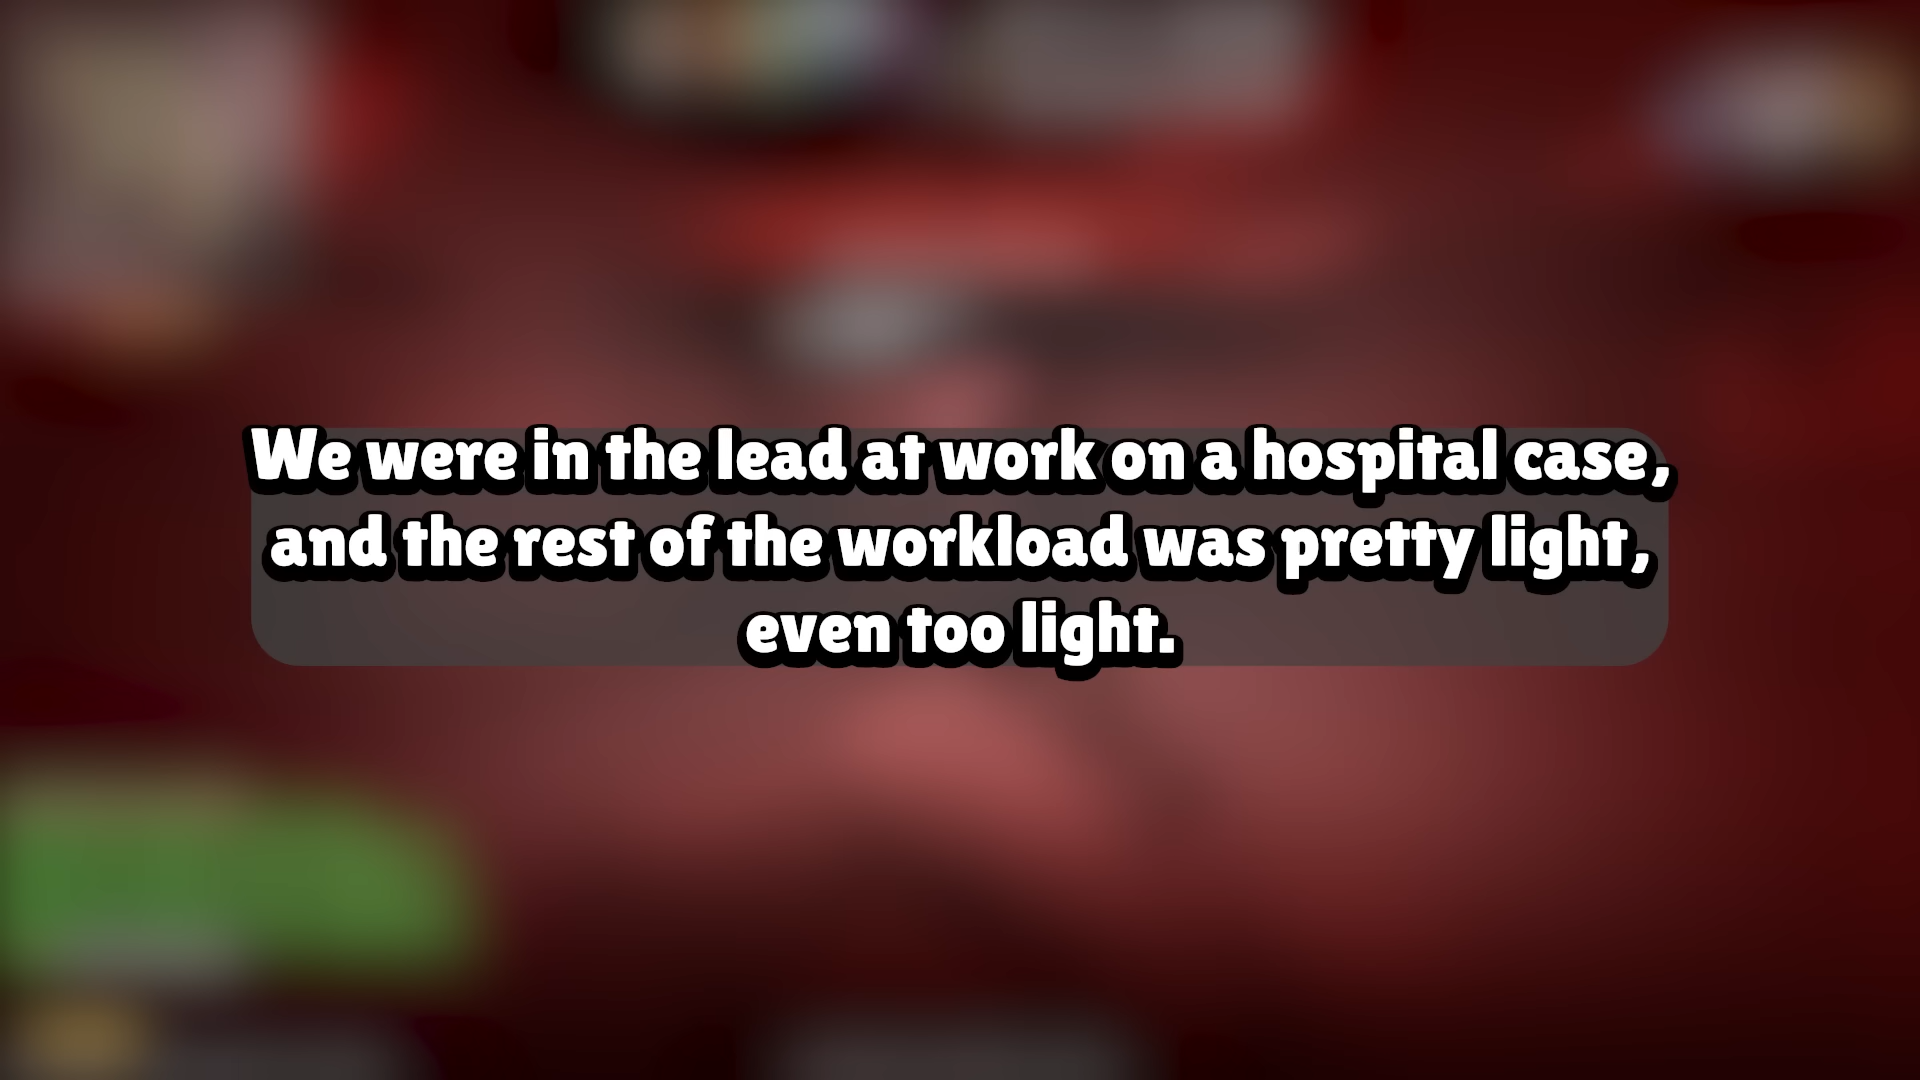 We were in the lead at work on a hospital case,
and the rest of the workload was pretty light,
even too light.